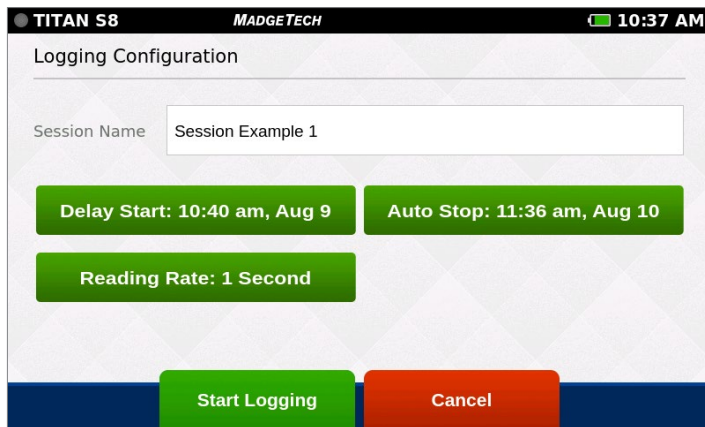 TITAN S8 MADGETECH 10:37 AM
Logging Configuration
Session Name Session Example 1
Delay Start: 10:40 am, Aug 9 Auto Stop: 11:36 am, Aug 10
Reading Rate: 1 Second
Start Logging Cancel